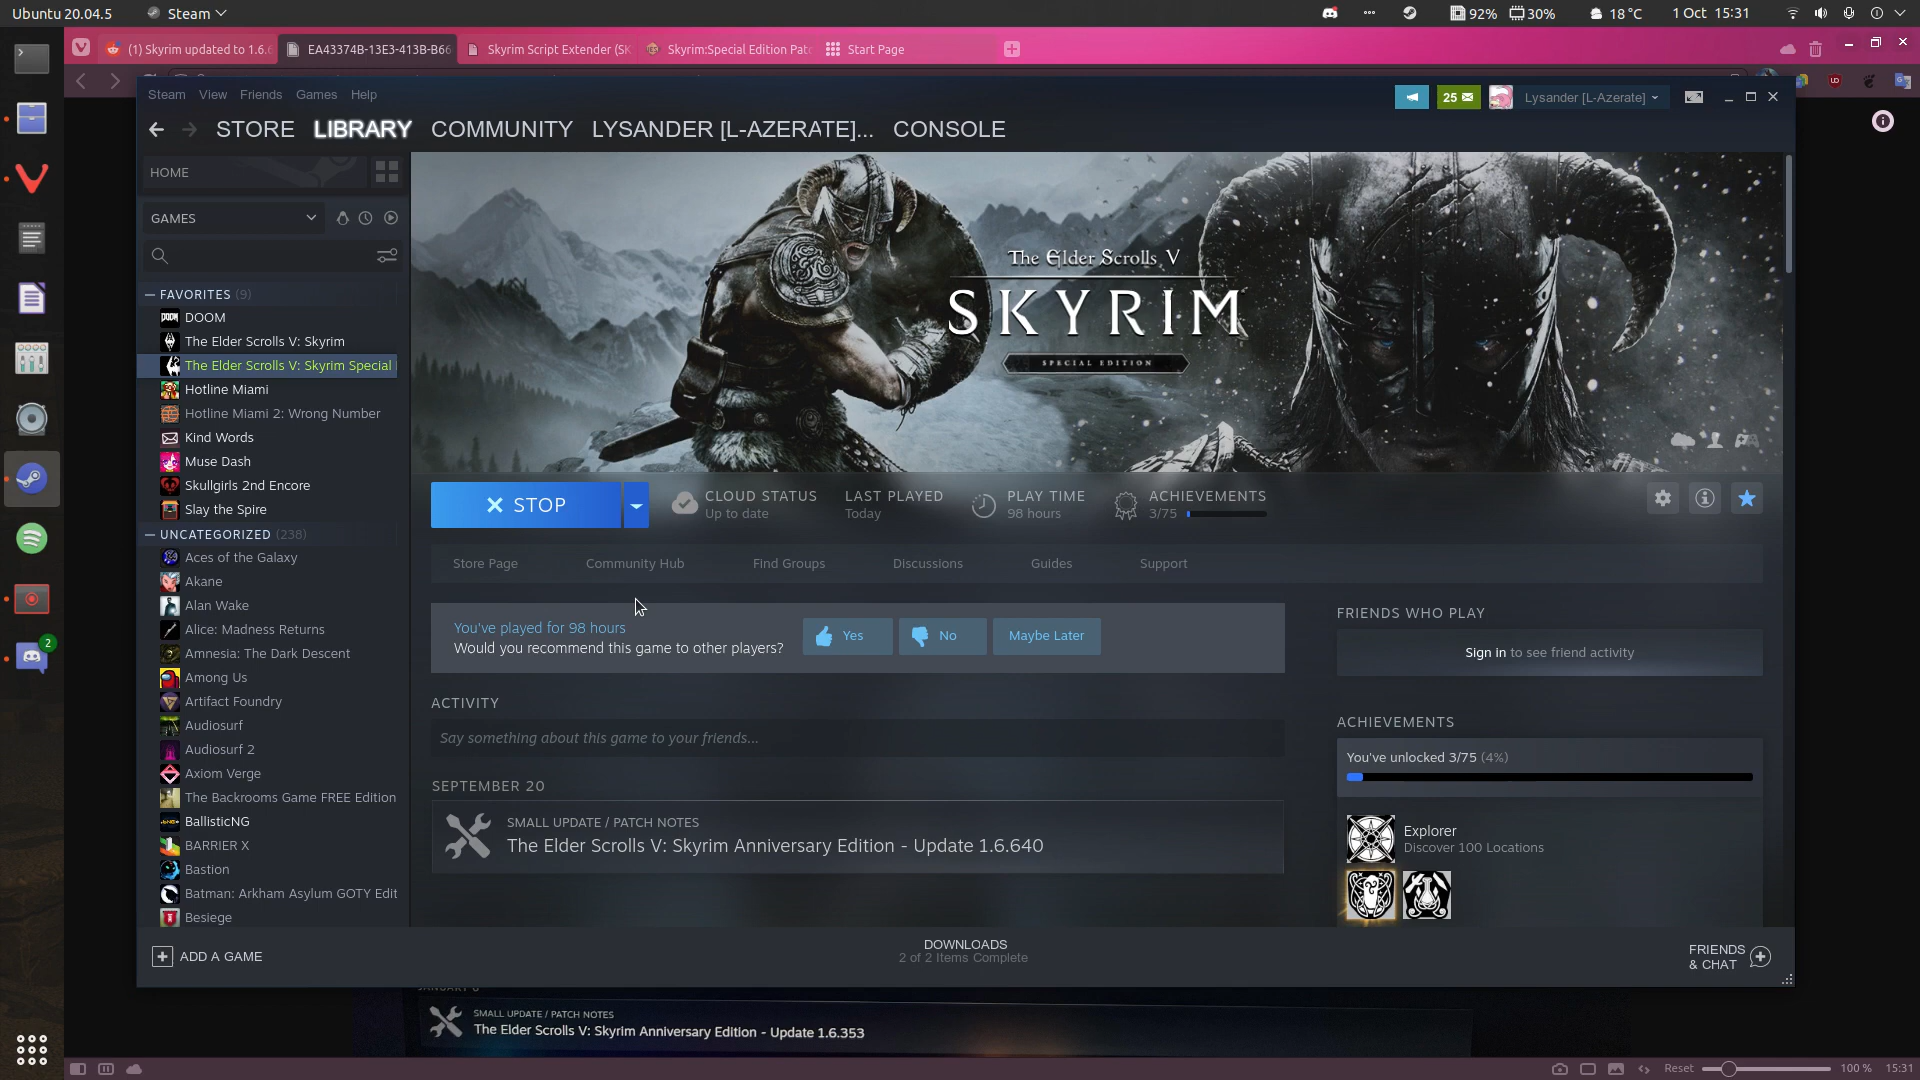 Ubuntu 20.04.5
Steam
92%
30%
18°C
1 Oct 15:31
(1) Skyrim updated to 1.6.6
EA43374B-13E3-413B-B66
Skyrim Script Extender (SK
Skyrim:Special Edition Patc
Start Page
Steam View Friends Games Help
25
Lysander [L-Azerate]
STORE LIBRARY COMMUNITY LYSANDER [L-AZERATE]... CONSOLE
HOME
GAMES
FAVORITES (9)
DOOM
The Elder Scrolls V: Skyrim
The Elder Scrolls V: Skyrim Special
Hotline Miami
Hotline Miami 2: Wrong Number
Kind Words
Muse Dash
Skullgirls 2nd Encore
Slay the Spire
UNCATEGORIZED (238)
Aces of the Galaxy
Akane
Alan Wake
Alice: Madness Returns
Amnesia: The Dark Descent
Among Us
Artifact Foundry
Audiosurf
Audiosurf 2
Axiom Verge
The Backrooms Game FREE Edition
BallisticNG
BARRIER X
Bastion
Batman: Arkham Asylum GOTY Edit
Besiege
The Elder Scrolls V
SKYRIM
SPECIAL EDITION
STOP
CLOUD STATUS
Up to date
LAST PLAYED
Today
PLAY TIME
98 hours
ACHIEVEMENTS
3/75
Store Page
Community Hub
Find Groups
Discussions
Guides
Support
You've played for 98 hours
Would you recommend this game to other players?
Yes
No
Maybe Later
ACTIVITY
Say something about this game to your friends...
SEPTEMBER 20
SMALL UPDATE / PATCH NOTES
The Elder Scrolls V: Skyrim Anniversary Edition - Update 1.6.640
FRIENDS WHO PLAY
Sign in to see friend activity
ACHIEVEMENTS
You've unlocked 3/75 (4%)
Explorer
Discover 100 Locations
ADD A GAME
DOWNLOADS
2 of 2 Items Complete
FRIENDS
& CHAT
SMALL UPDATE / PATCH NOTES
The Elder Scrolls V: Skyrim Anniversary Edition - Update 1.6.353
2
Reset
100 %
15:31